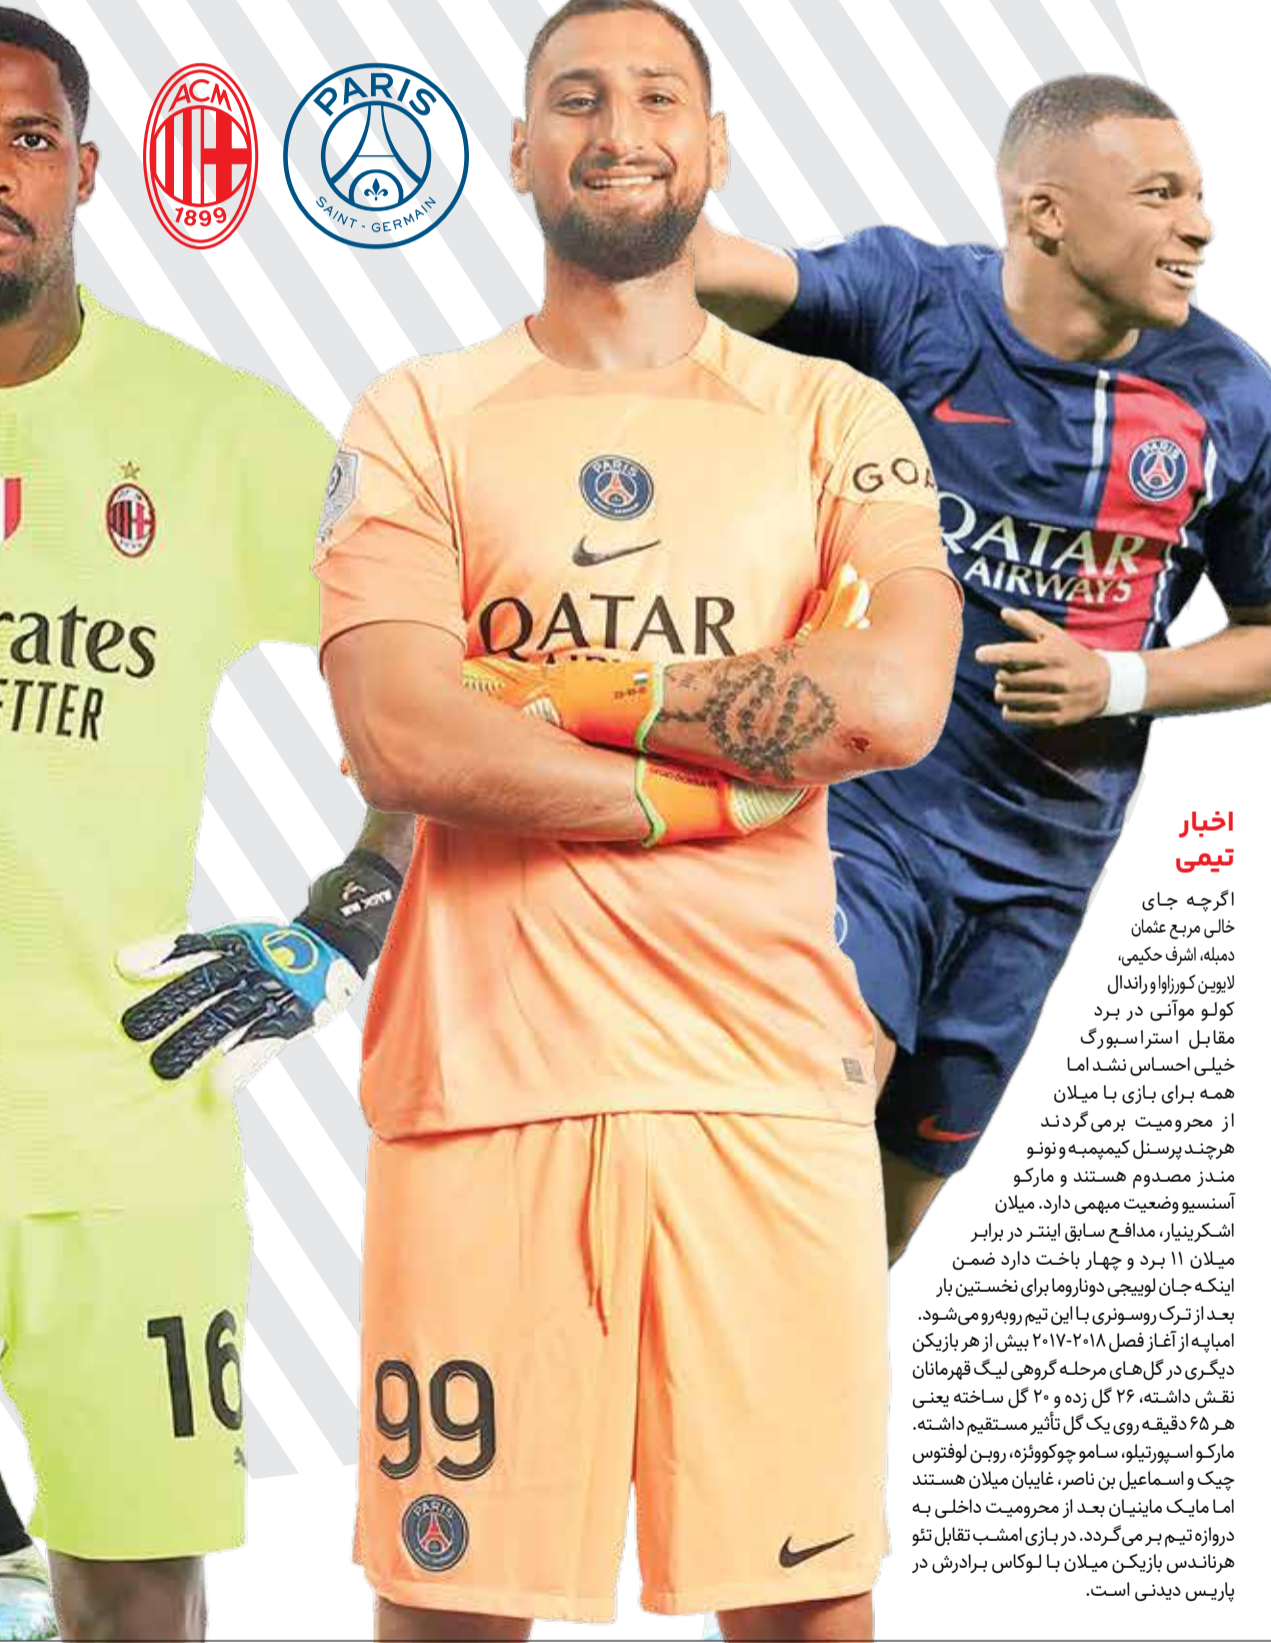 ACM
1899
PARIS
SAINT - GERMAIN
PARIS
GOA
PARIS
QATAR
AIRWAYS
QATAR
rates
ETTER
16
99
PARIS
اخبار
تیمی
اگرچه جای
خالی مربع عثمان
دمبله، اشرف حکیمی،
لایوین کورزاوا و راندال
کولو موآنی در برد
مقابل استراسبورگ
خیلی احساس نشد اما
همه برای بازی با میلان
از محرومیت برمی‌گردند
هرچند پرسنل کیمپمبه و نونو
مندز مصدوم هستند و مارکو
آسنسیو وضعیت مبهمی دارد. میلان
اشکرینیار، مدافع سابق اینتر در برابر
میلان ۱۱ برد و چهار باخت دارد ضمن
اینکه جان لوییجی دوناروما برای نخستین بار
بعد از ترک روسونری با این تیم روبه‌رو می‌شود.
امباپه از آغاز فصل ۲۰۱۸-۲۰۱۷ بیش از هر بازیکن
دیگری در گل‌های مرحله گروهی لیگ قهرمانان
نقش داشته، ۲۶ گل زده و ۲۰ گل ساخته یعنی
هر ۶۵ دقیقه روی یک گل تأثیر مستقیم داشته.
مارکو اسپورتیلو، سامو چوکووئزه، روبن لوفتوس
چیک و اسماعیل بن ناصر، غایبان میلان هستند
اما مایک ماینیان بعد از محرومیت داخلی به
دروازه تیم بر می‌گردد. در بازی امشب تقابل تئو
هرناندس بازیکن میلان با لوکاس برادرش در
پاریس دیدنی است.